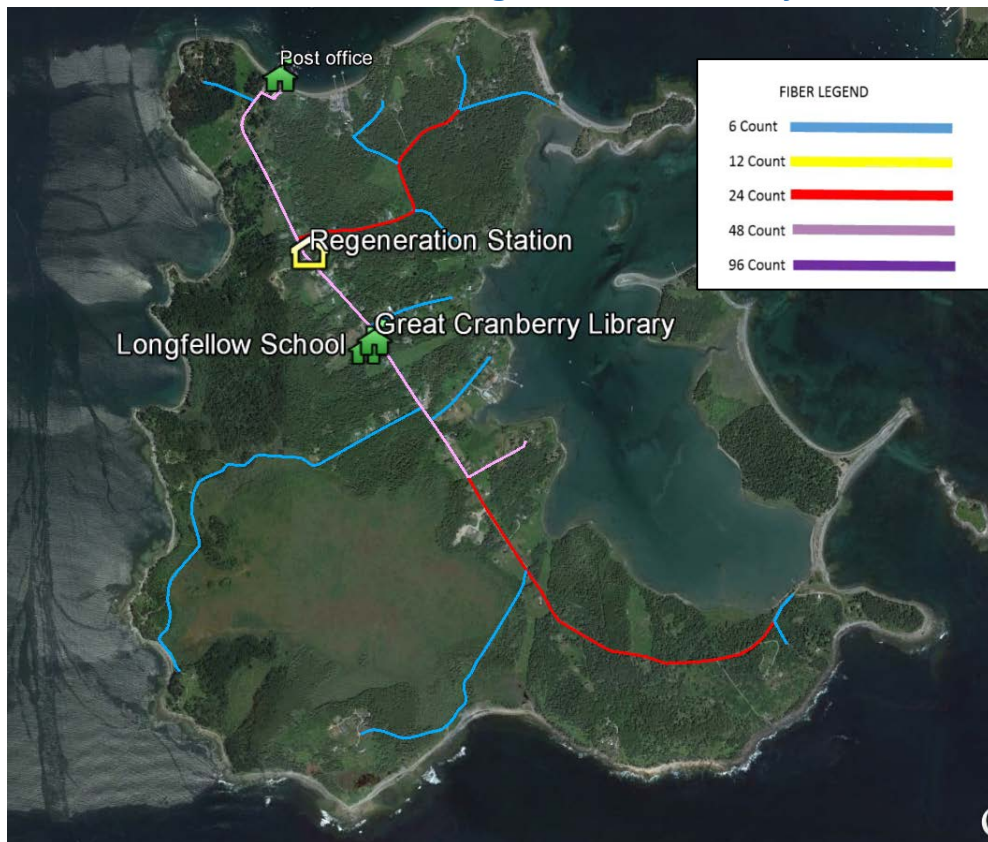 Post office
FIBER LEGEND
6 Count
12 Count
24 Count
48 Count
96 Count
Regeneration Station
Great Cranberry Library
Longfellow School